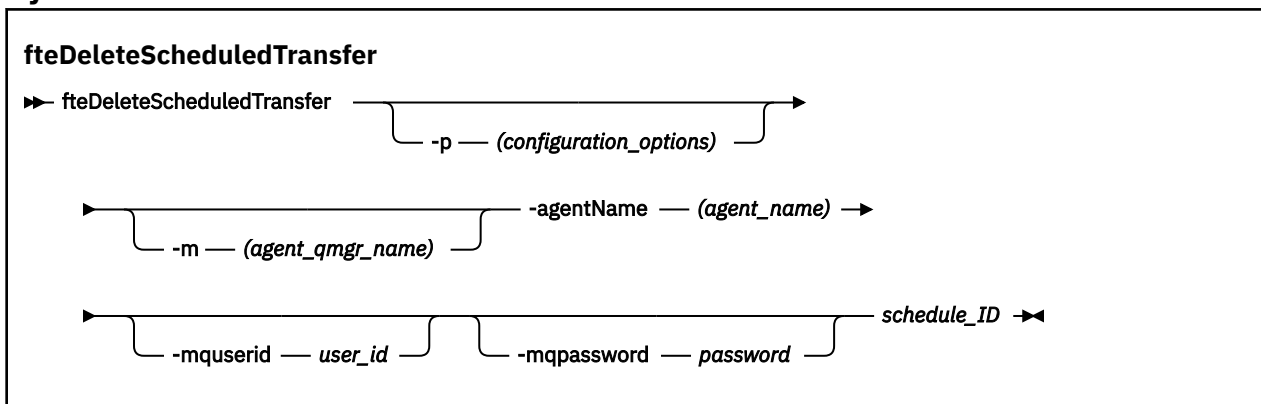 fteDeleteScheduledTransfer
fteDeleteScheduledTransfer
-p (configuration_options)
-agentName (agent_name)
-m (agent_qmgr_name)
schedule_ID
-mquserid user_id -mqpassword password